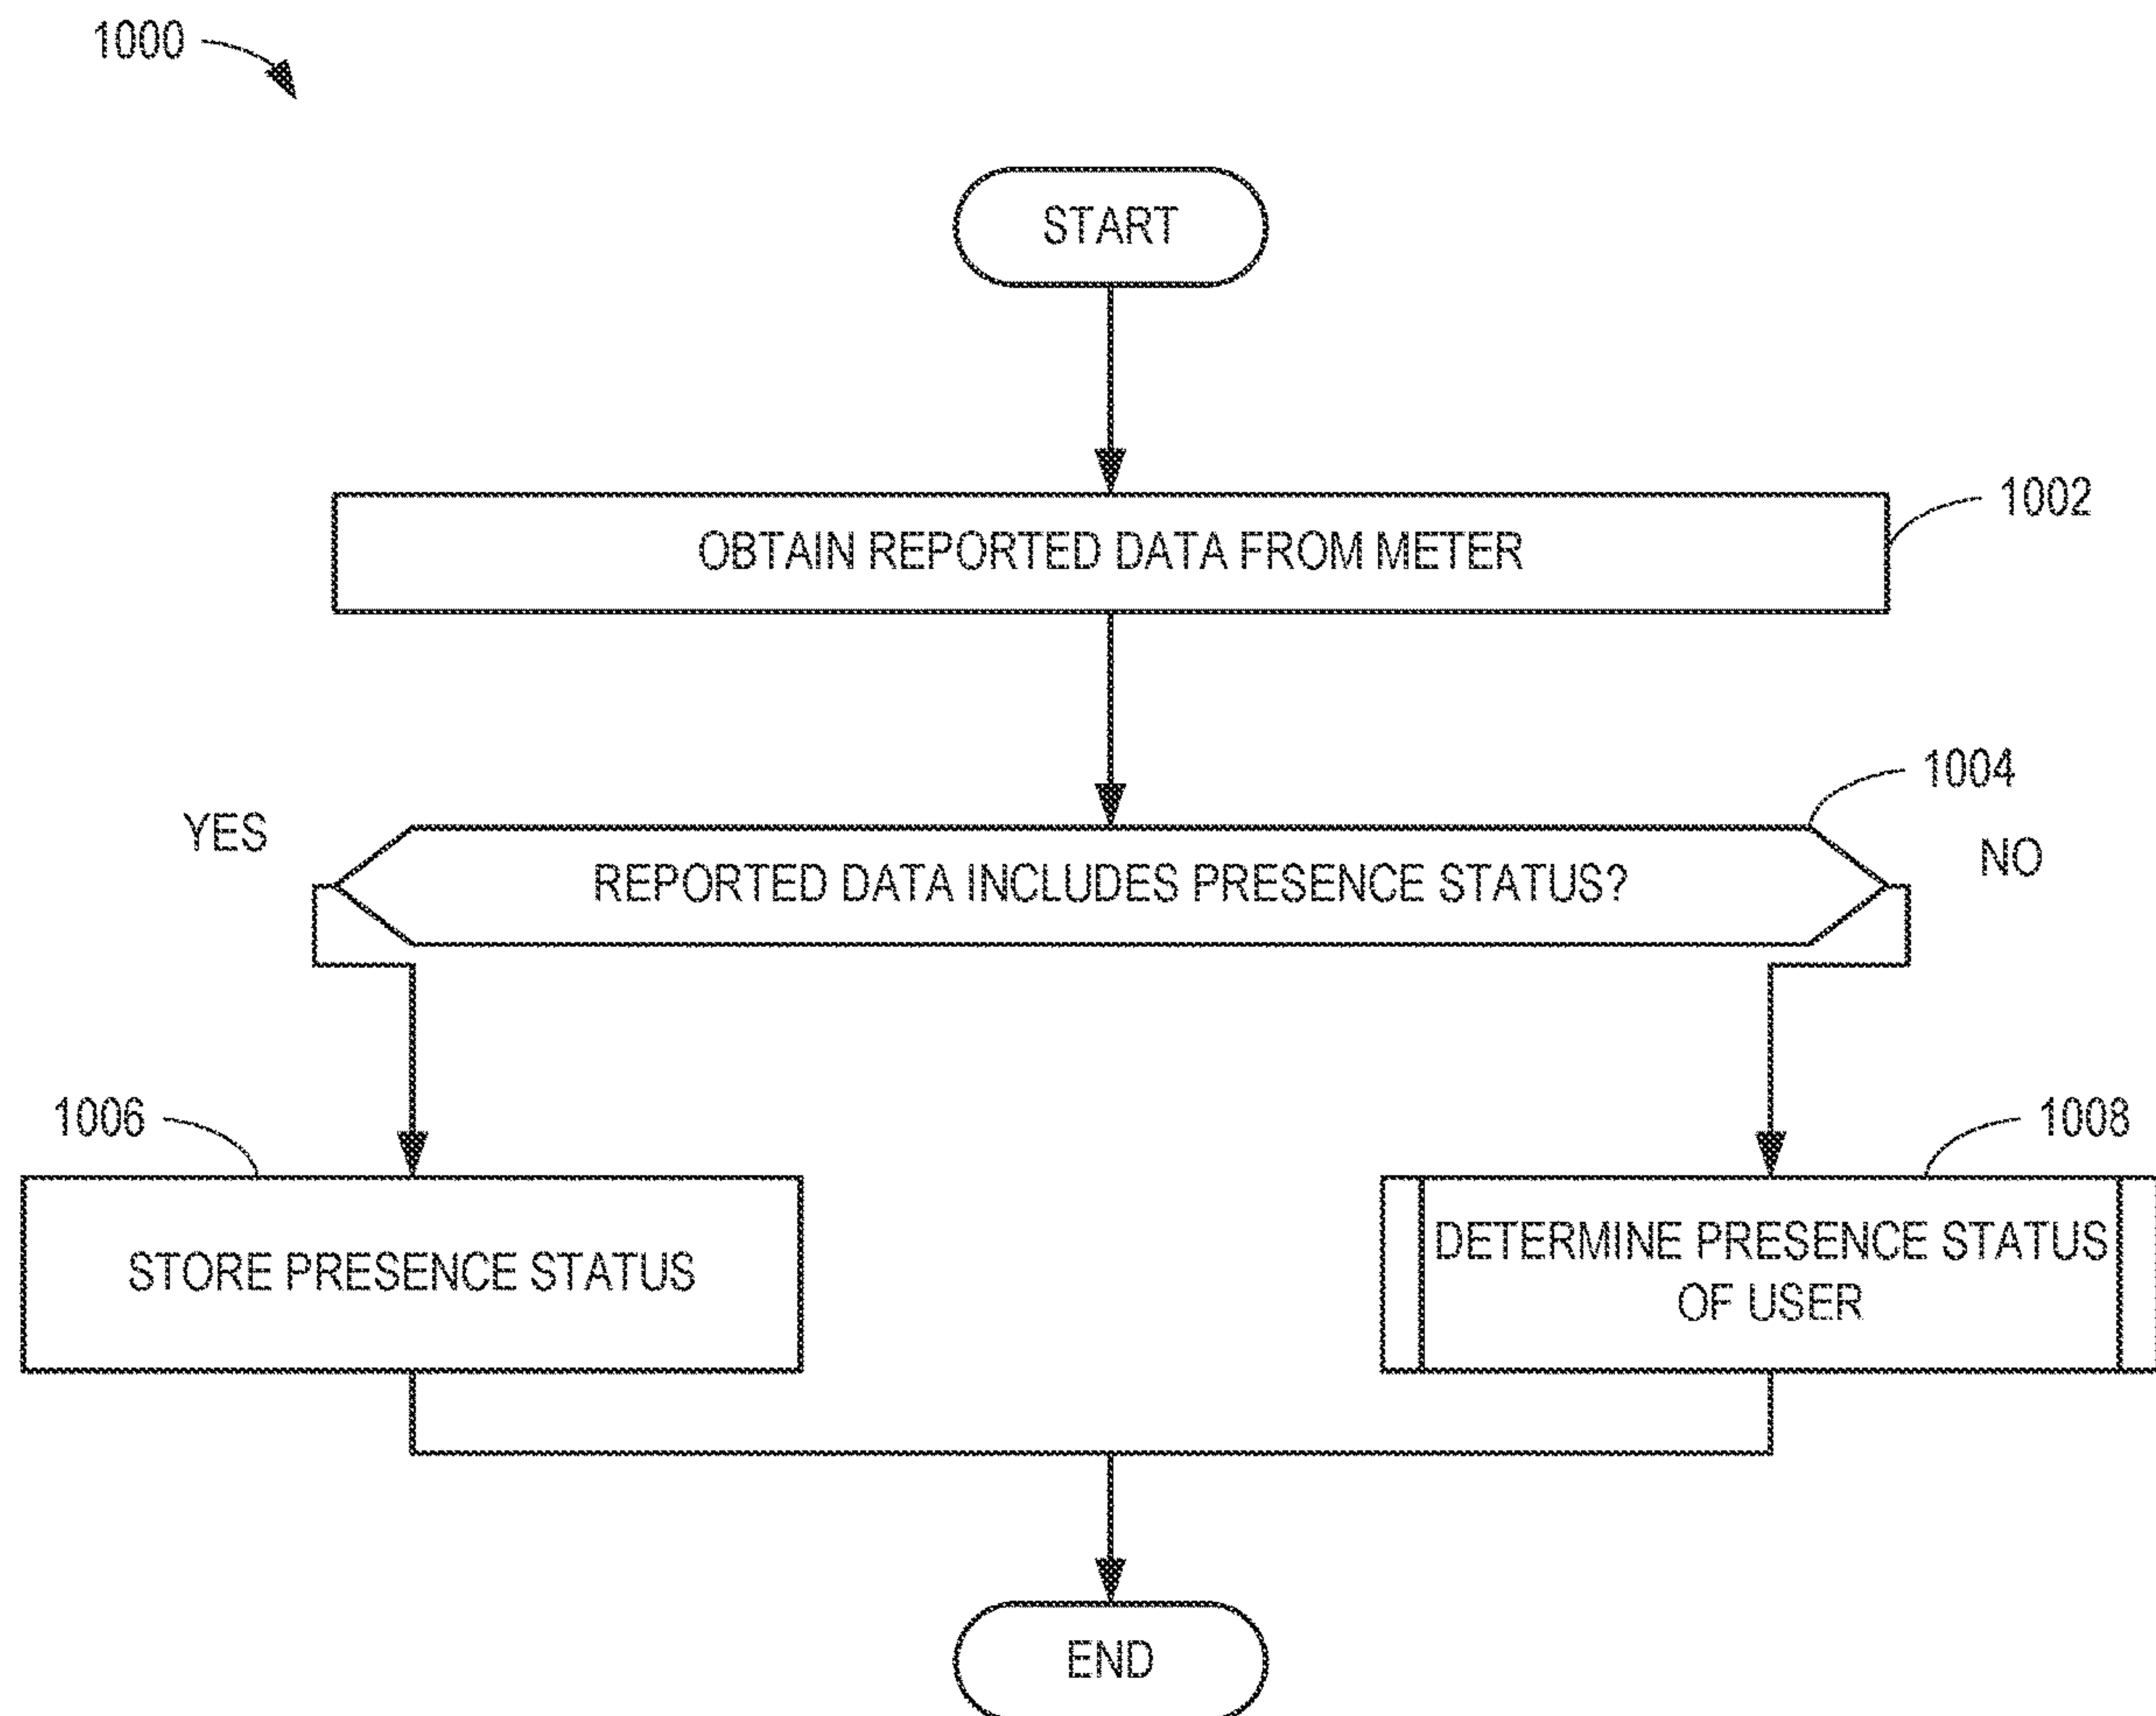 1000
START
OBTAIN REPORTED DATA FROM METER
1002
1004
YES
REPORTED DATA INCLUDES PRESENCE STATUS?
NO
1006
1008
STORE PRESENCE STATUS
DETERMINE PRESENCE STATUS
OF USER
END